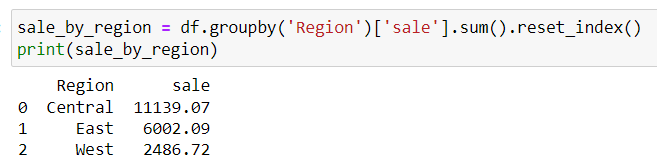 sale_by_region = df.groupby('Region')['sale'].sum().reset_index()
print(sale_by_region)
    Region      sale
0  Central  11139.07
1     East   6002.09
2     West   2486.72